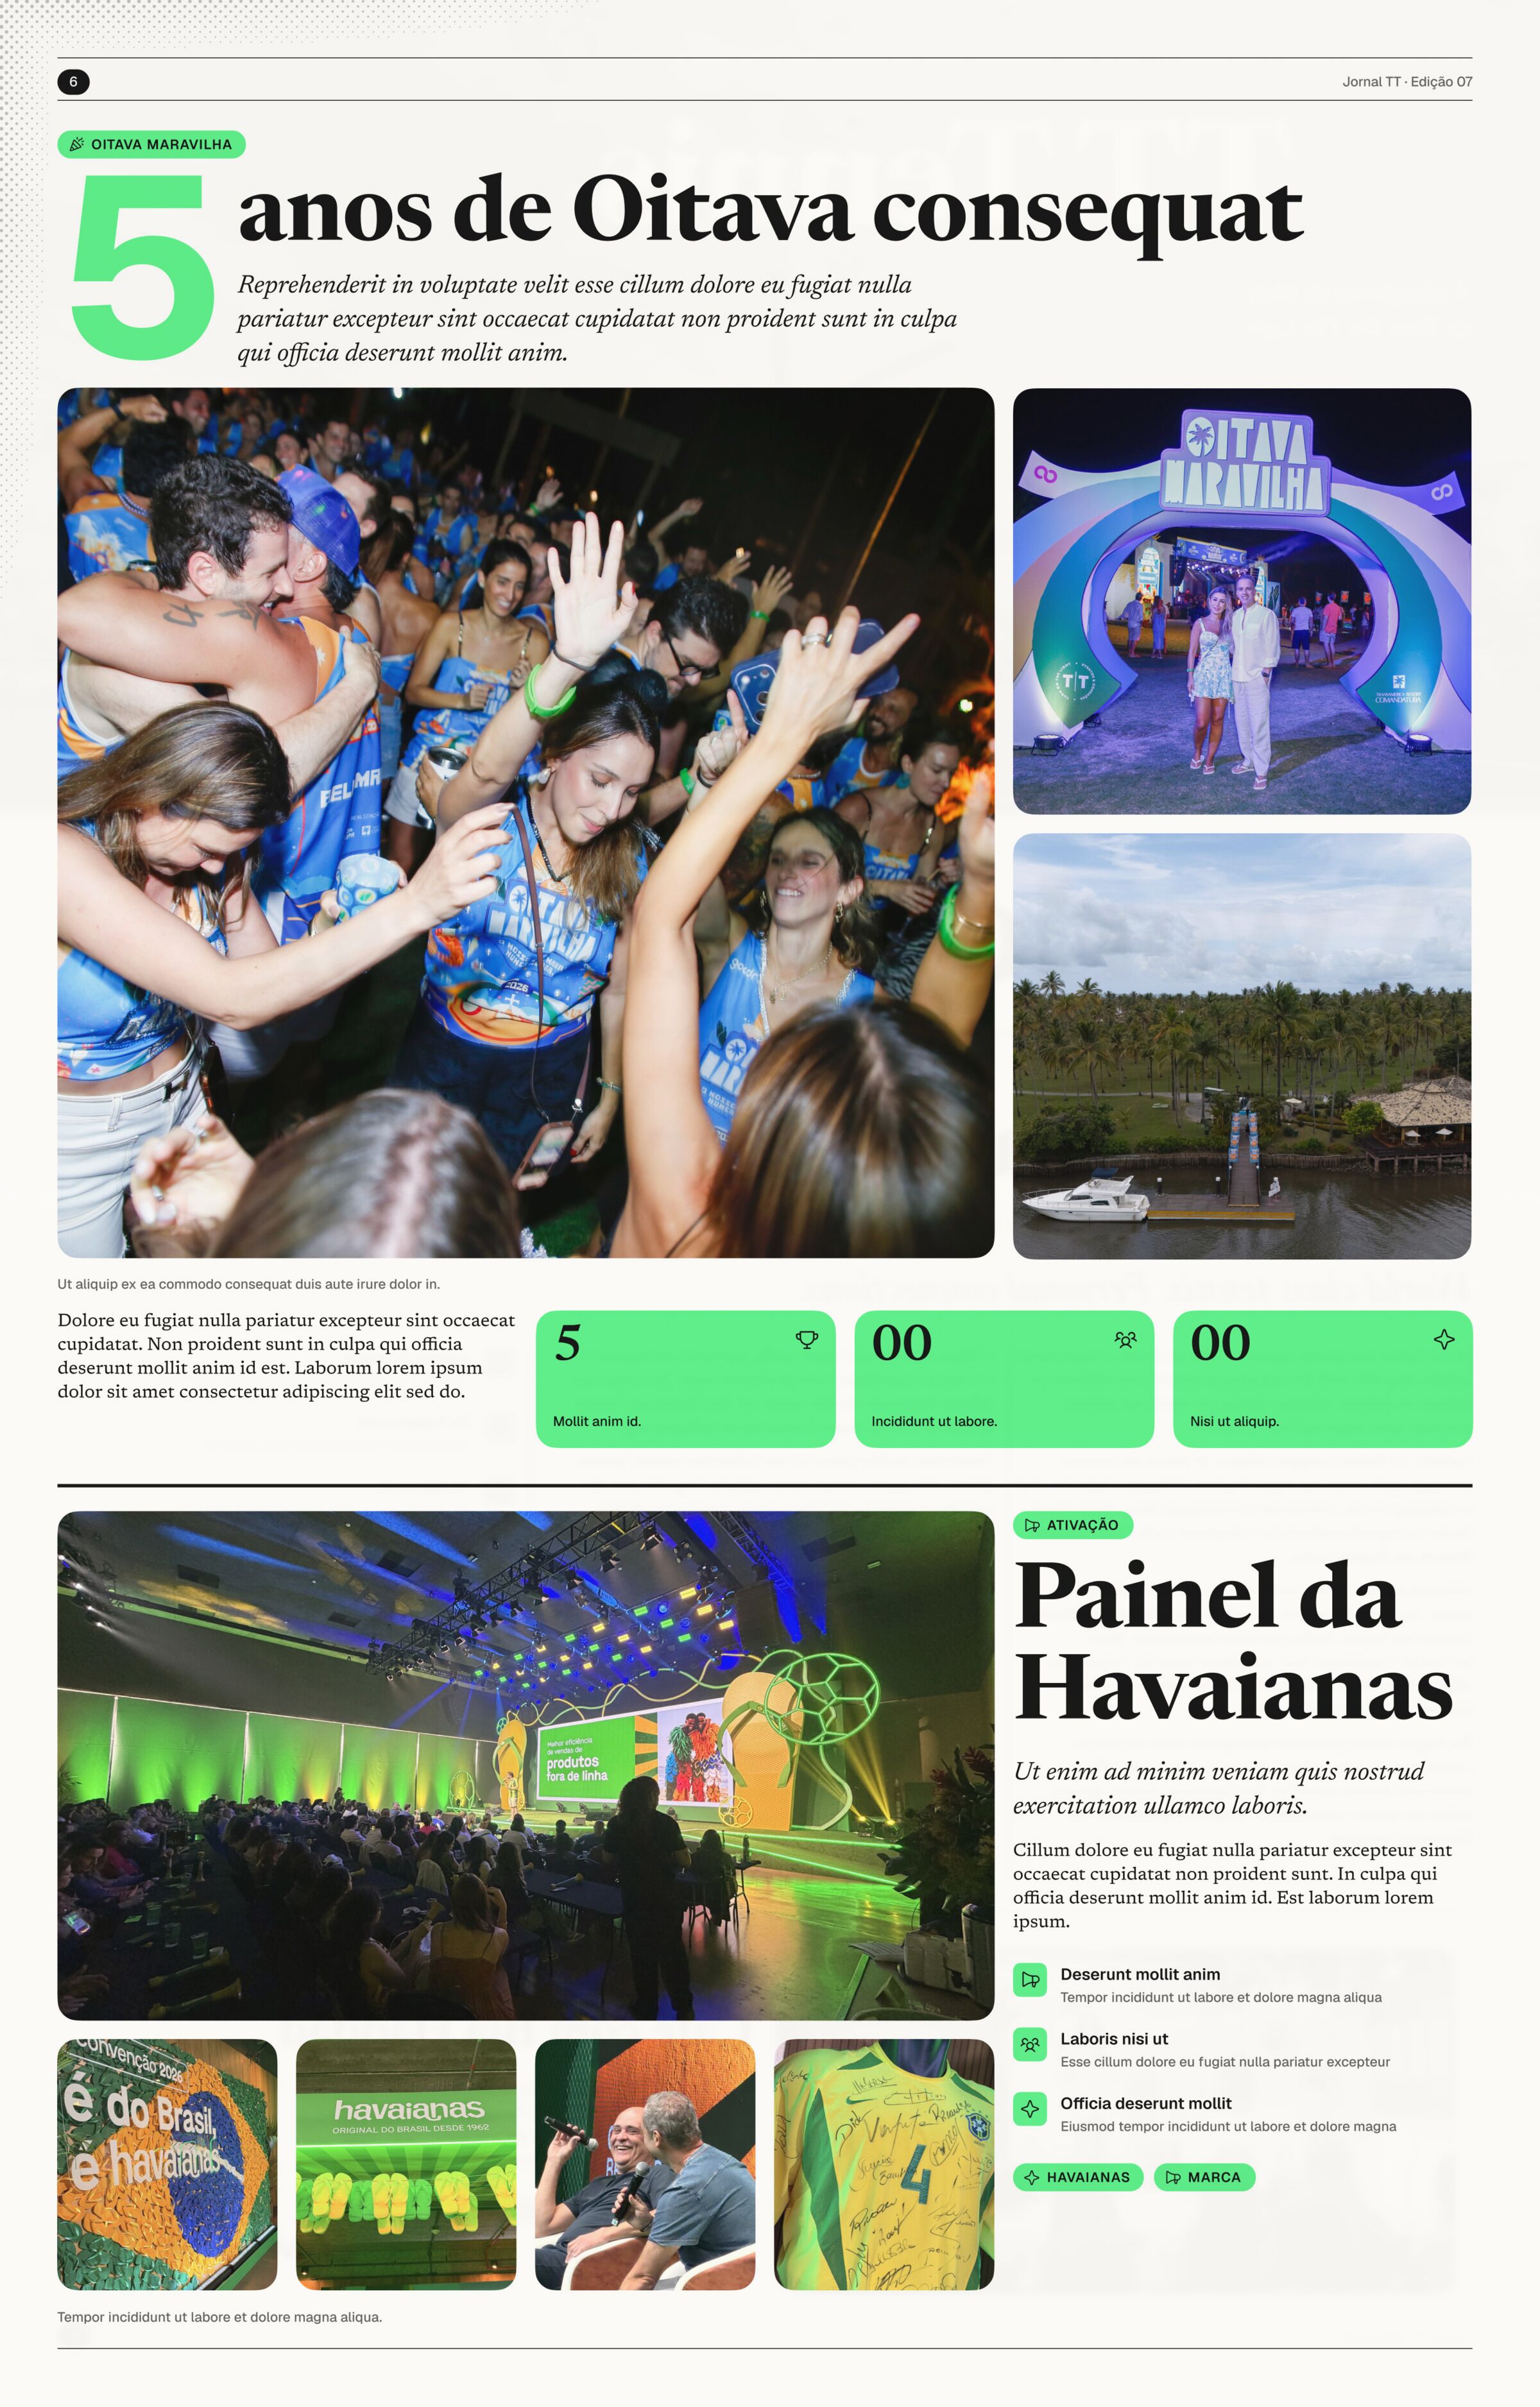 6
Jornal TT · Edição 07
OITAVA MARAVILHA
5
anos de Oitava consequat
Reprehenderit in voluptate velit esse cillum dolore eu fugiat nulla
pariatur excepteur sint occaecat cupidatat non proident sunt in culpa
qui officia deserunt mollit anim.
OITAVA
MARAVILHA
2026
OITAVA
MARAVILHA
8
8
T|T
COMANDATUBA
Ut aliquip ex ea commodo consequat duis aute irure dolor in.
Dolore eu fugiat nulla pariatur excepteur sint occaecat
cupidatat. Non proident sunt in culpa qui officia
deserunt mollit anim id est. Laborum lorem ipsum
dolor sit amet consectetur adipiscing elit sed do.
5
Mollit anim id.
00
Incididunt ut labore.
00
Nisi ut aliquip.
Melhor eficiência
de vendas de
produtos
fora de linha
ATIVAÇÃO
Painel da
Havaianas
Ut enim ad minim veniam quis nostrud
exercitation ullamco laboris.
Cillum dolore eu fugiat nulla pariatur excepteur sint
occaecat cupidatat non proident sunt. In culpa qui
officia deserunt mollit anim id. Est laborum lorem
ipsum.
Deserunt mollit anim
Tempor incididunt ut labore et dolore magna aliqua
Laboris nisi ut
Esse cillum dolore eu fugiat nulla pariatur excepteur
Officia deserunt mollit
Eiusmod tempor incididunt ut labore et dolore magna
HAVAIANAS
MARCA
convenção 2026
é do Brasil,
é havaianas
havaianas
ORIGINAL DO BRASIL DESDE 1962
4
Tempor incididunt ut labore et dolore magna aliqua.